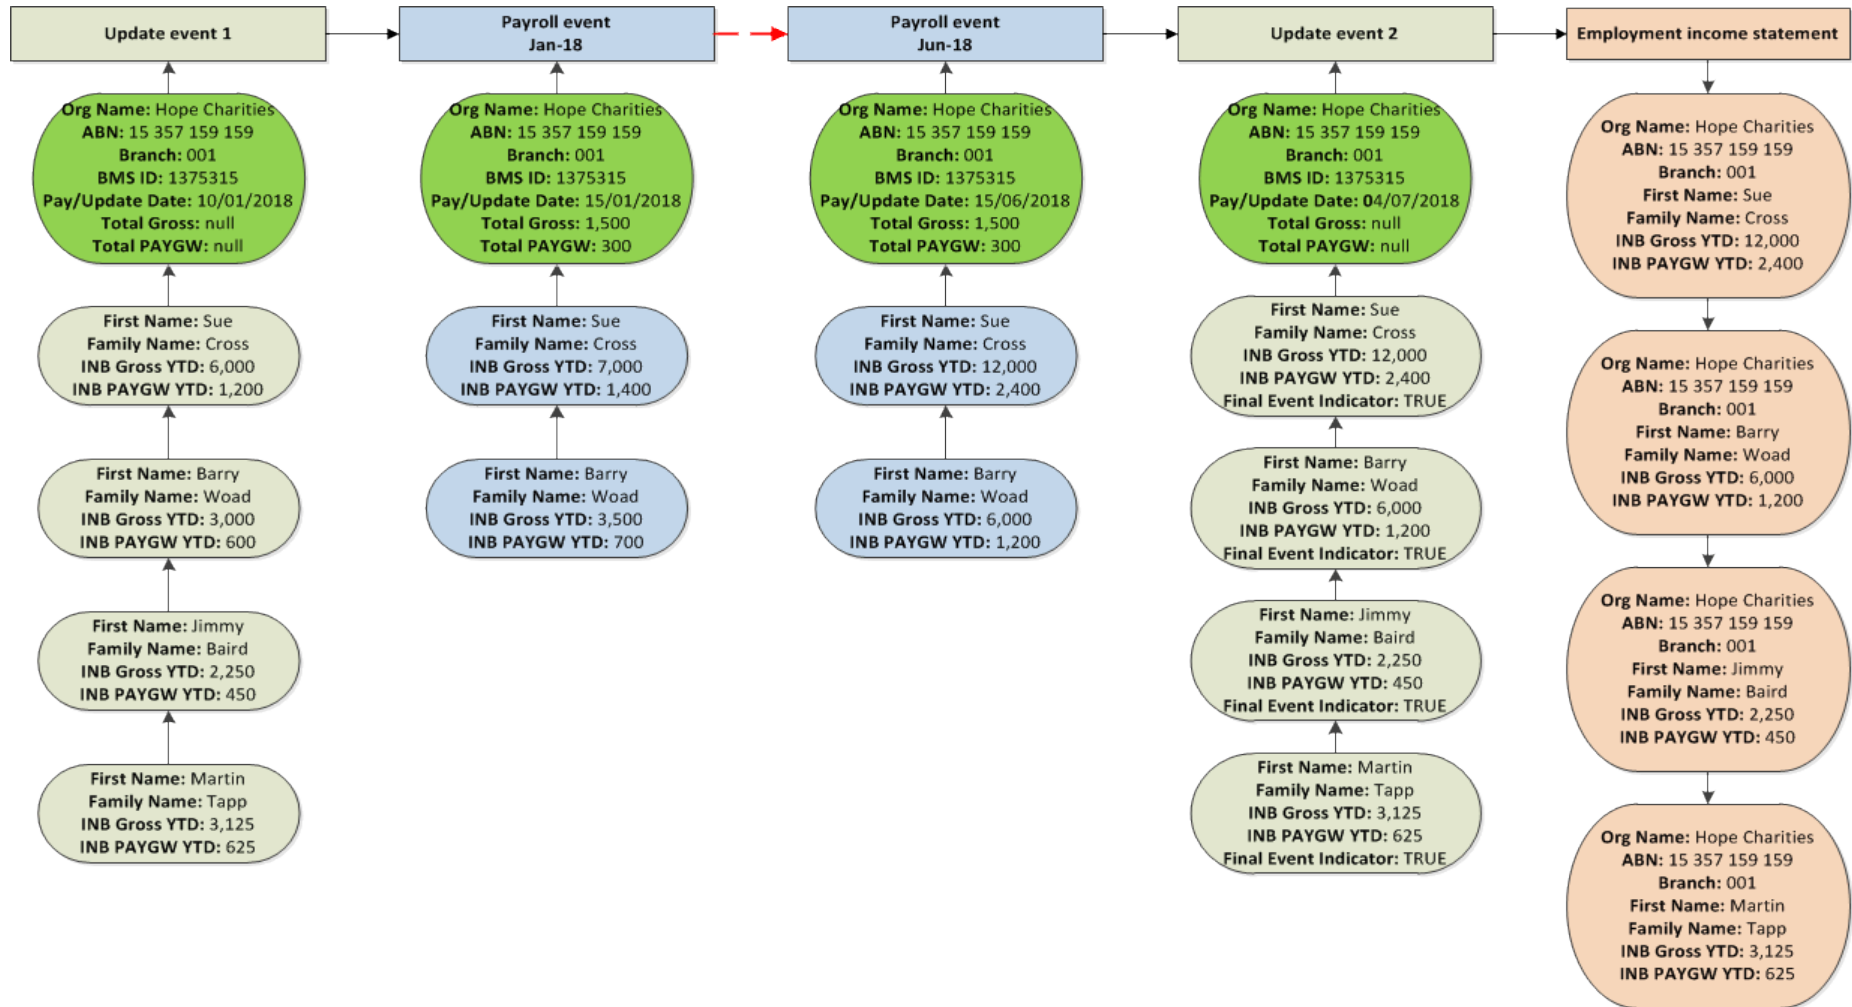 Update event 1
Org Name: Hope Charities
ABN: 15 357 159 159
Branch: 001
BMS ID: 1375315
Pay/Update Date: 10/01/2018
Total Gross: null
Total PAYGW: null
First Name: Sue
Family Name: Cross
INB Gross YTD: 6,000
INB PAYGW YTD: 1,200
First Name: Barry
Family Name: Woad
INB Gross YTD: 3,000
INB PAYGW YTD: 600
First Name: Jimmy
Family Name: Baird
INB Gross YTD: 2,250
INB PAYGW YTD: 450
First Name: Martin
Family Name: Tapp
INB Gross YTD: 3,125
INB PAYGW YTD: 625
Payroll event
Jan-18
Org Name: Hope Charities
ABN: 15 357 159 159
Branch: 001
BMS ID: 1375315
Pay/Update Date: 15/01/2018
Total Gross: 1,500
Total PAYGW: 300
First Name: Sue
Family Name: Cross
INB Gross YTD: 7,000
INB PAYGW YTD: 1,400
First Name: Barry
Family Name: Woad
INB Gross YTD: 3,500
INB PAYGW YTD: 700
Payroll event
Jun-18
Org Name: Hope Charities
ABN: 15 357 159 159
Branch: 001
BMS ID: 1375315
Pay/Update Date: 15/06/2018
Total Gross: 1,500
Total PAYGW: 300
First Name: Sue
Family Name: Cross
INB Gross YTD: 12,000
INB PAYGW YTD: 2,400
First Name: Barry
Family Name: Woad
INB Gross YTD: 6,000
INB PAYGW YTD: 1,200
Update event 2
Org Name: Hope Charities
ABN: 15 357 159 159
Branch: 001
BMS ID: 1375315
Pay/Update Date: 04/07/2018
Total Gross: null
Total PAYGW: null
First Name: Sue
Family Name: Cross
INB Gross YTD: 12,000
INB PAYGW YTD: 2,400
Final Event Indicator: TRUE
First Name: Barry
Family Name: Woad
INB Gross YTD: 6,000
INB PAYGW YTD: 1,200
Final Event Indicator: TRUE
First Name: Jimmy
Family Name: Baird
INB Gross YTD: 2,250
INB PAYGW YTD: 450
Final Event Indicator: TRUE
First Name: Martin
Family Name: Tapp
INB Gross YTD: 3,125
INB PAYGW YTD: 625
Final Event Indicator: TRUE
Employment income statement
Org Name: Hope Charities
ABN: 15 357 159 159
Branch: 001
First Name: Sue
Family Name: Cross
INB Gross YTD: 12,000
INB PAYGW YTD: 2,400
Org Name: Hope Charities
ABN: 15 357 159 159
Branch: 001
First Name: Barry
Family Name: Woad
INB Gross YTD: 6,000
INB PAYGW YTD: 1,200
Org Name: Hope Charities
ABN: 15 357 159 159
Branch: 001
First Name: Jimmy
Family Name: Baird
INB Gross YTD: 2,250
INB PAYGW YTD: 450
Org Name: Hope Charities
ABN: 15 357 159 159
Branch: 001
First Name: Martin
Family Name: Tapp
INB Gross YTD: 3,125
INB PAYGW YTD: 625